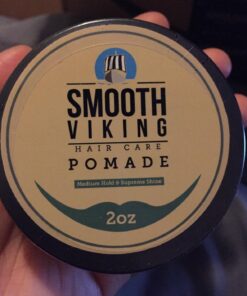 SMOOTH
VIKING
HAIR CARE
POMADE
Medium Hold & Supreme Shine
2oz